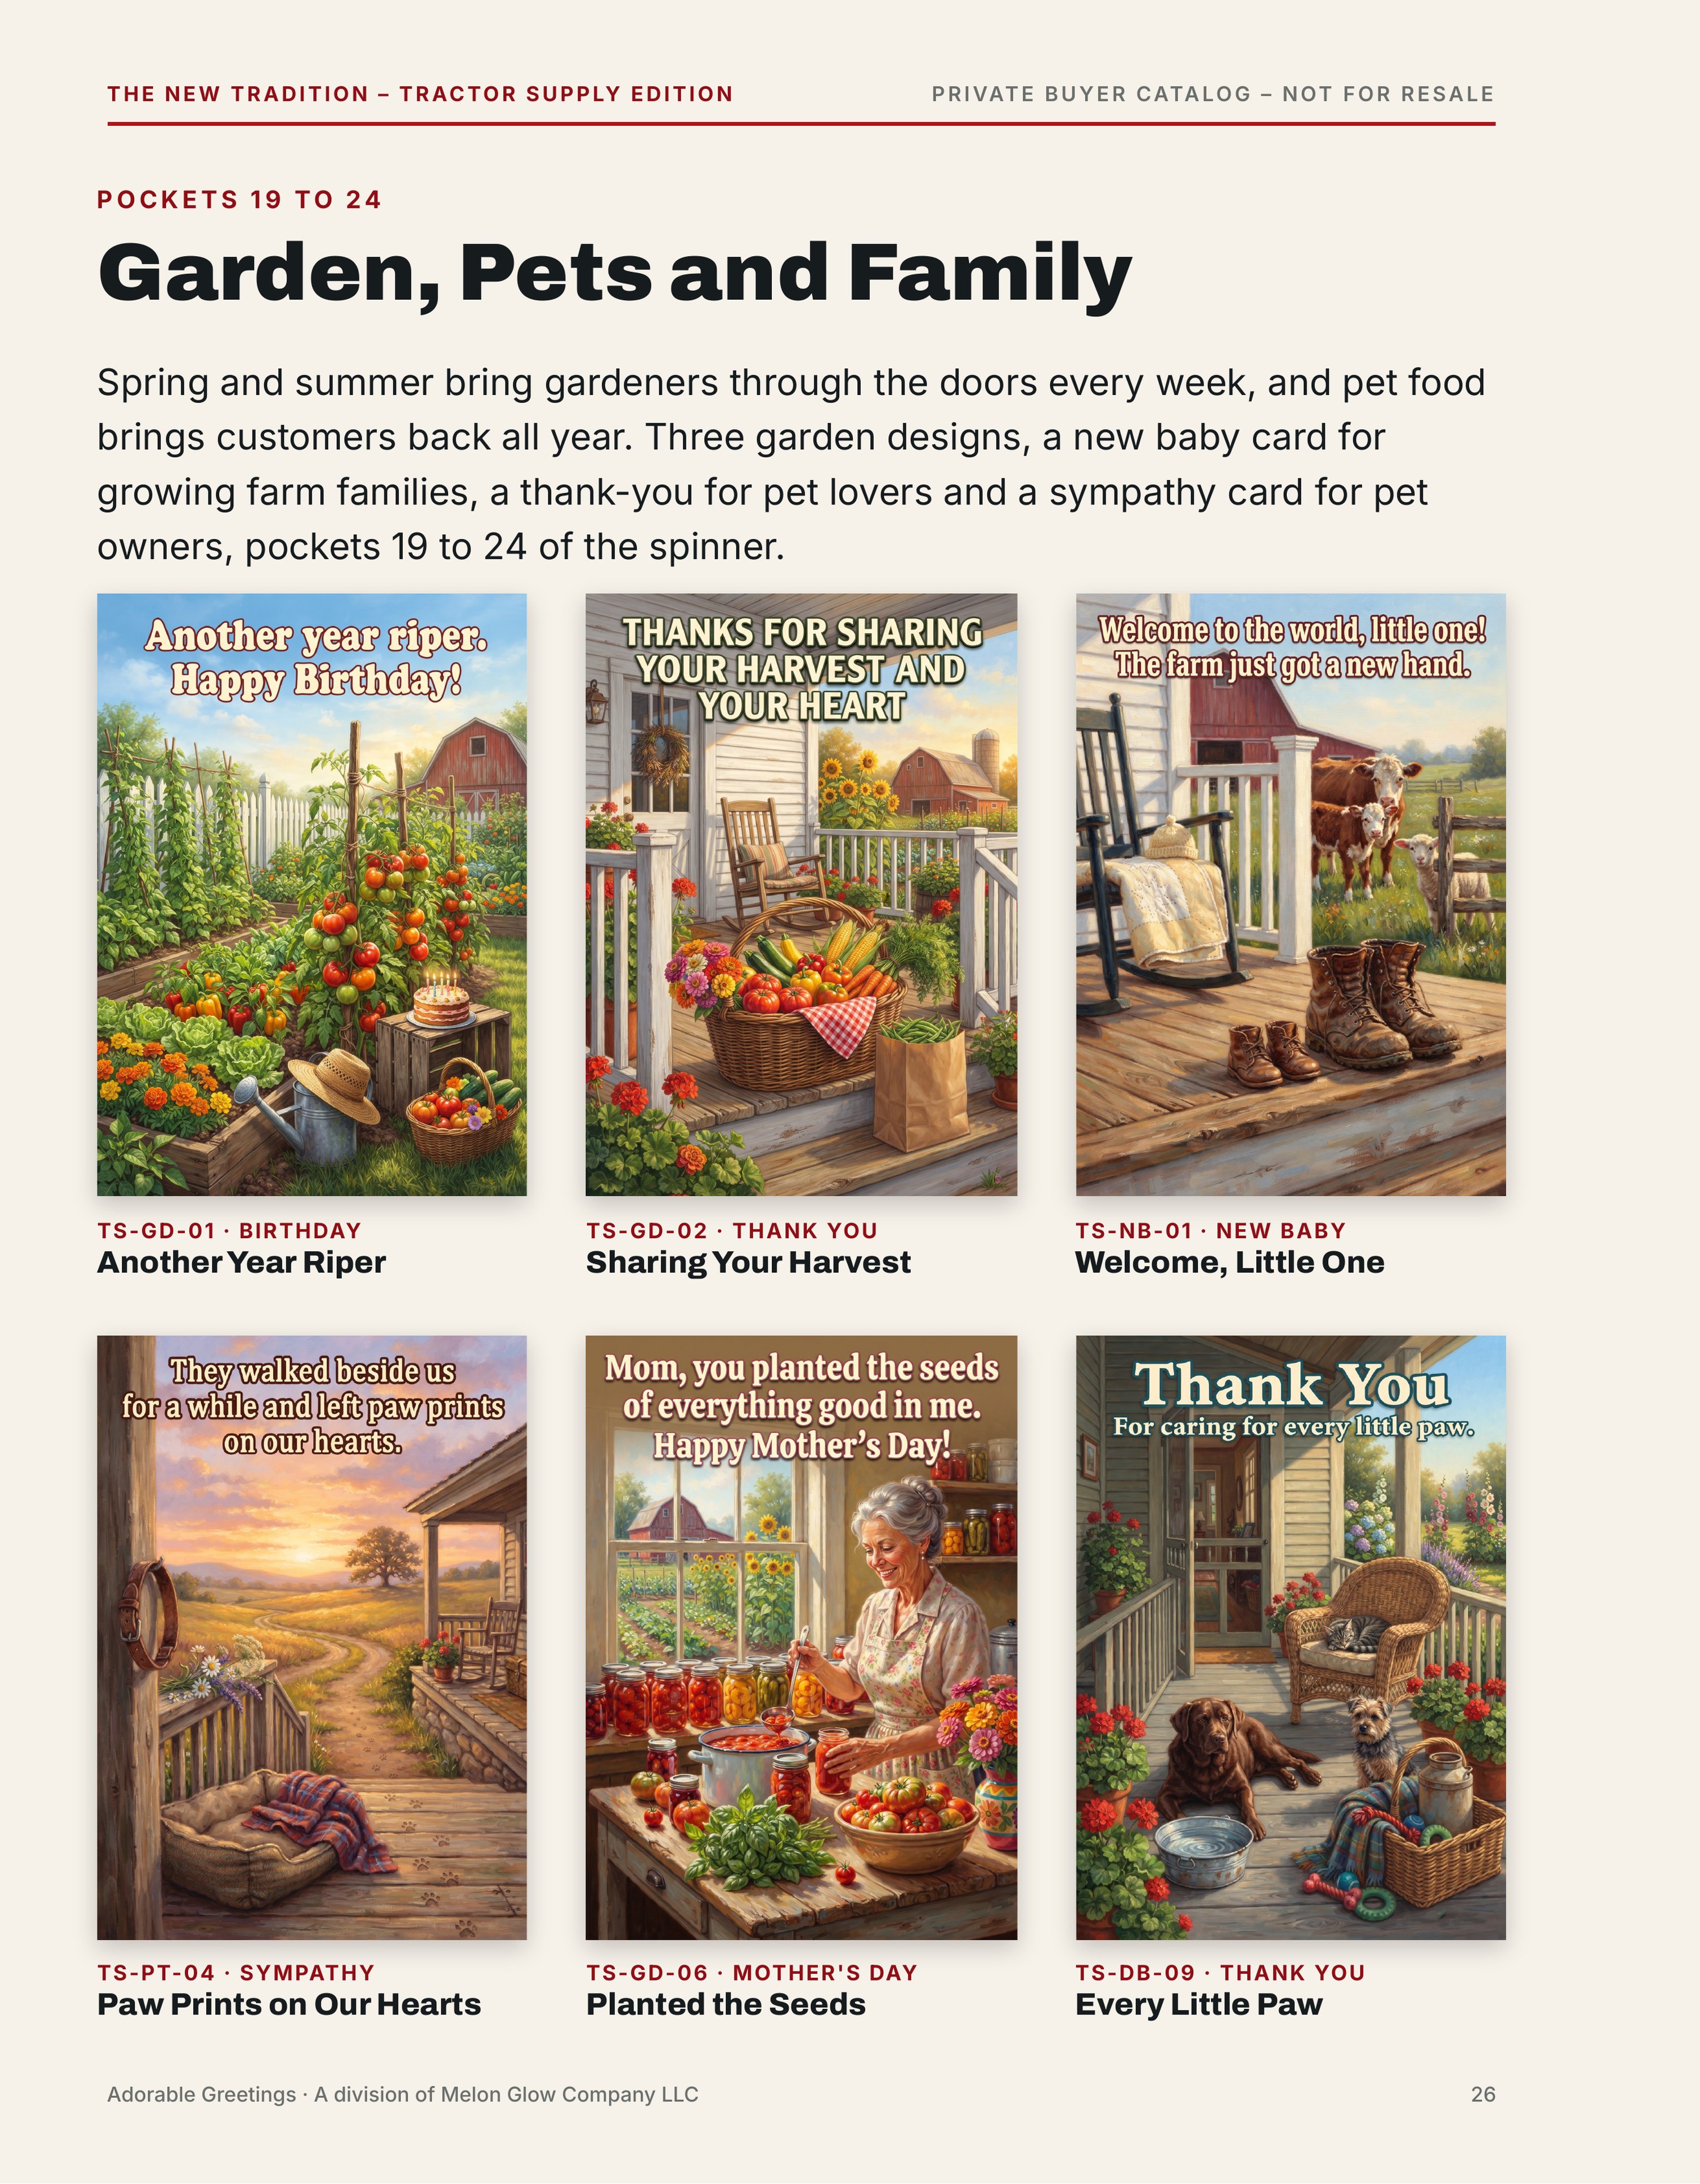 THE NEW TRADITION – TRACTOR SUPPLY EDITION
PRIVATE BUYER CATALOG – NOT FOR RESALE
POCKETS 19 TO 24
Garden, Pets and Family
Spring and summer bring gardeners through the doors every week, and pet food
brings customers back all year. Three garden designs, a new baby card for
growing farm families, a thank-you for pet lovers and a sympathy card for pet
owners, pockets 19 to 24 of the spinner.
Another year riper.
Happy Birthday!
THANKS FOR SHARING
YOUR HARVEST AND
YOUR HEART
Welcome to the world, little one!
The farm just got a new hand.
TS-GD-01 · BIRTHDAY
Another Year Riper
TS-GD-02 · THANK YOU
Sharing Your Harvest
TS-NB-01 · NEW BABY
Welcome, Little One
They walked beside us
for a while and left paw prints
on our hearts.
Mom, you planted the seeds
of everything good in me.
Happy Mother’s Day!
Thank You
For caring for every little paw.
TS-PT-04 · SYMPATHY
Paw Prints on Our Hearts
TS-GD-06 · MOTHER'S DAY
Planted the Seeds
TS-DB-09 · THANK YOU
Every Little Paw
Adorable Greetings · A division of Melon Glow Company LLC
26